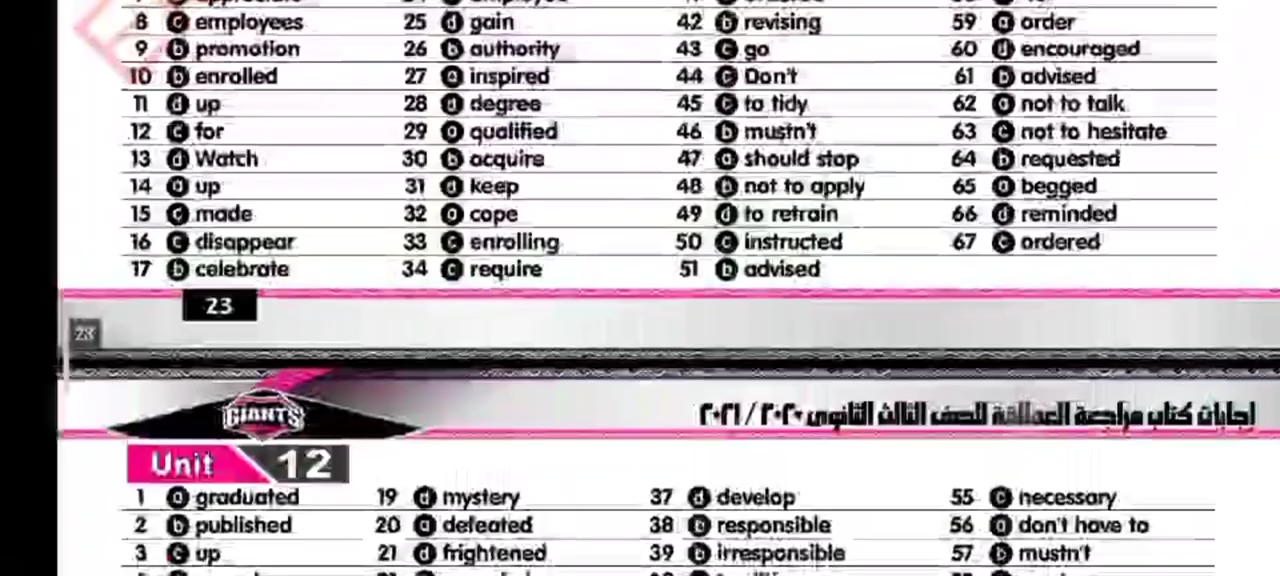 8 c employees 25 d gain 42 b revising 59 a order
9 b promotion 26 b authority 43 c go 60 d encouraged
10 b enrolled 27 a inspired 44 c Don't 61 b advised
11 d up 28 d degree 45 c to tidy 62 a not to talk
12 c for 29 a qualified 46 b mustn't 63 c not to hesitate
13 d Watch 30 b acquire 47 a should stop 64 b requested
14 a up 31 d keep 48 b not to apply 65 a begged
15 c made 32 a cope 49 d to retrain 66 d reminded
16 c disappear 33 c enrolling 50 c instructed 67 c ordered
17 b celebrate 34 c require 51 b advised
23
23
GIANTS
إجابات كتاب مراجعة العمالقة للصف الثالث الثانوى ٢٠٢٠ / ٢٠٢١
Unit 12
1 a graduated 19 d mystery 37 d develop 55 c necessary
2 b published 20 a defeated 38 responsible 56 a don't have to
3 c up 21 d frightened 39 b irresponsible 57 b mustn't